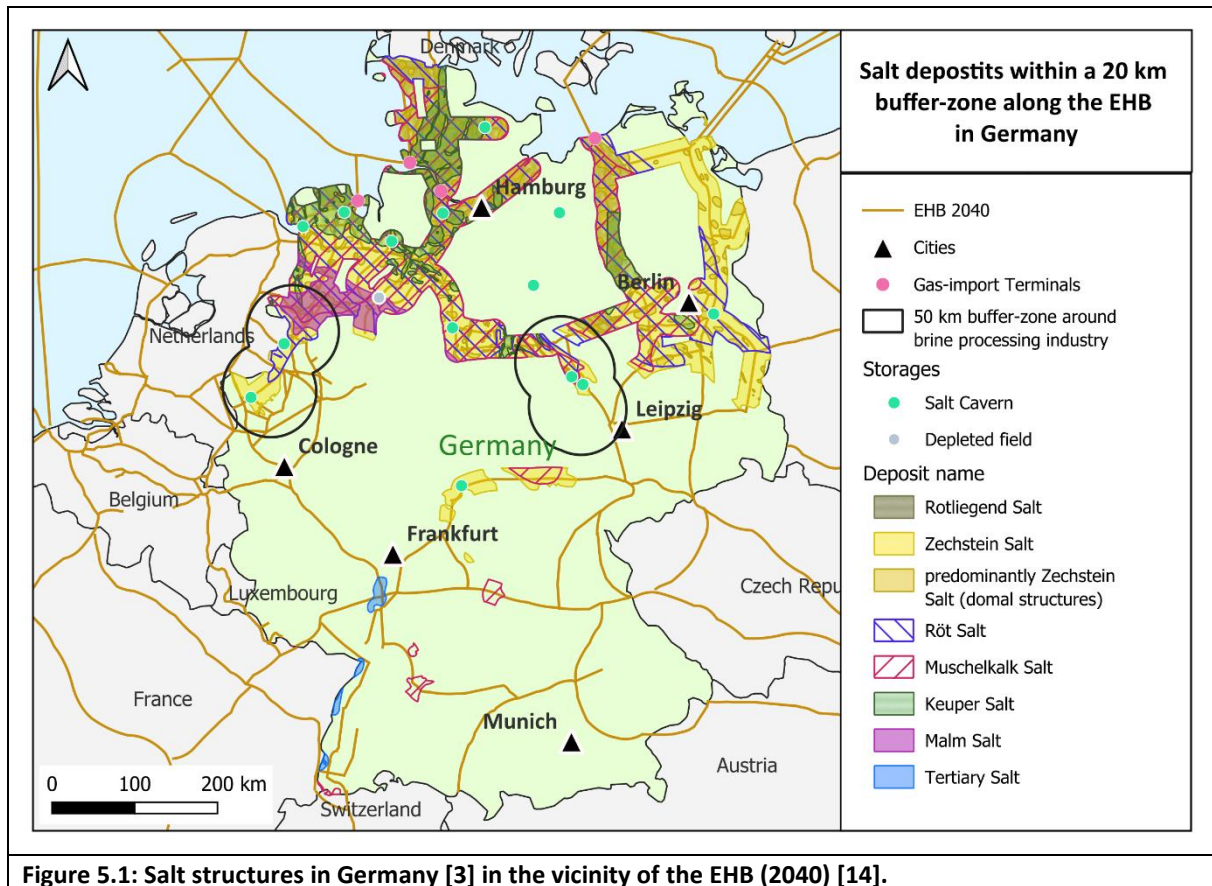 Denmark
Hamburg
Berlin
Netherlands
Leipzig
Cologne
Germany
Belgium
Frankfurt
Luxembourg
Czech Repu
France
Munich
Austria
Switzerland
0 100 200 km
Salt depostits within a 20 km
buffer-zone along the EHB
in Germany
EHB 2040
Cities
Gas-import Terminals
50 km buffer-zone around
brine processing industry
Storages
Salt Cavern
Depleted field
Deposit name
Rotliegend Salt
Zechstein Salt
predominantly Zechstein
Salt (domal structures)
Röt Salt
Muschelkalk Salt
Keuper Salt
Malm Salt
Tertiary Salt
Figure 5.1: Salt structures in Germany [3] in the vicinity of the EHB (2040) [14].